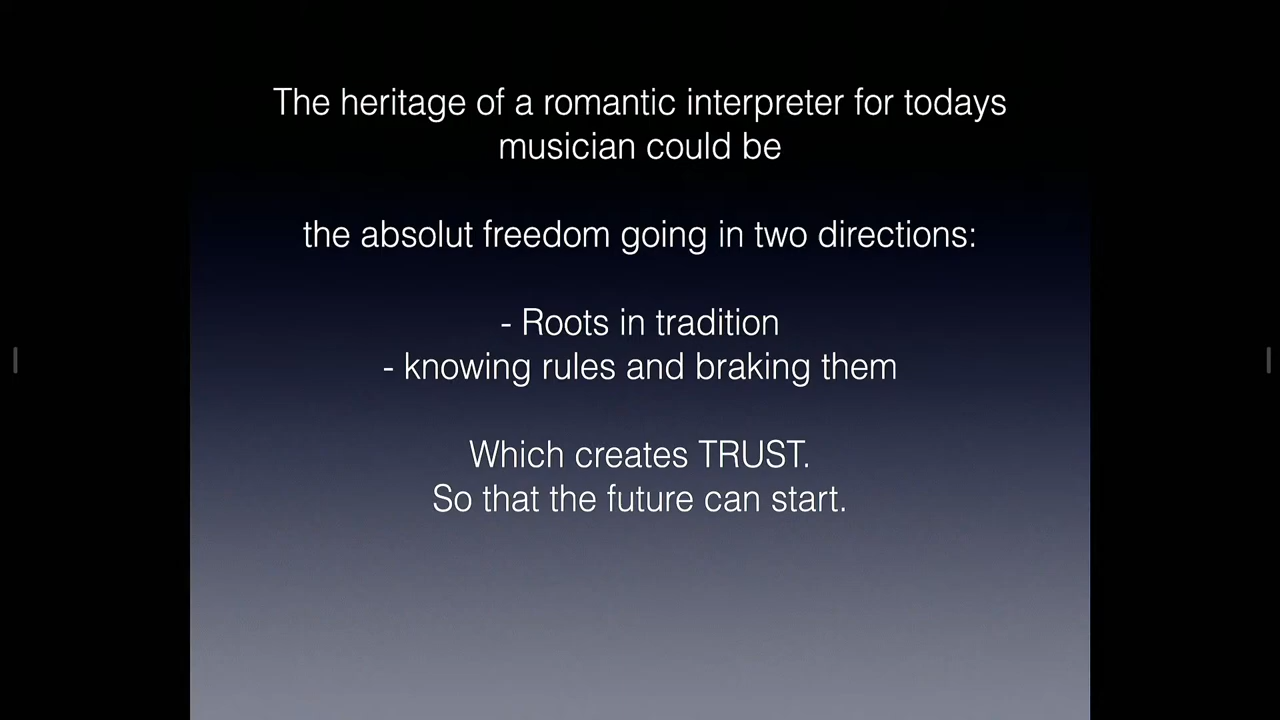 The heritage of a romantic interpreter for todays
musician could be
the absolut freedom going in two directions:
- Roots in tradition
- knowing rules and braking them
Which creates TRUST.
So that the future can start.